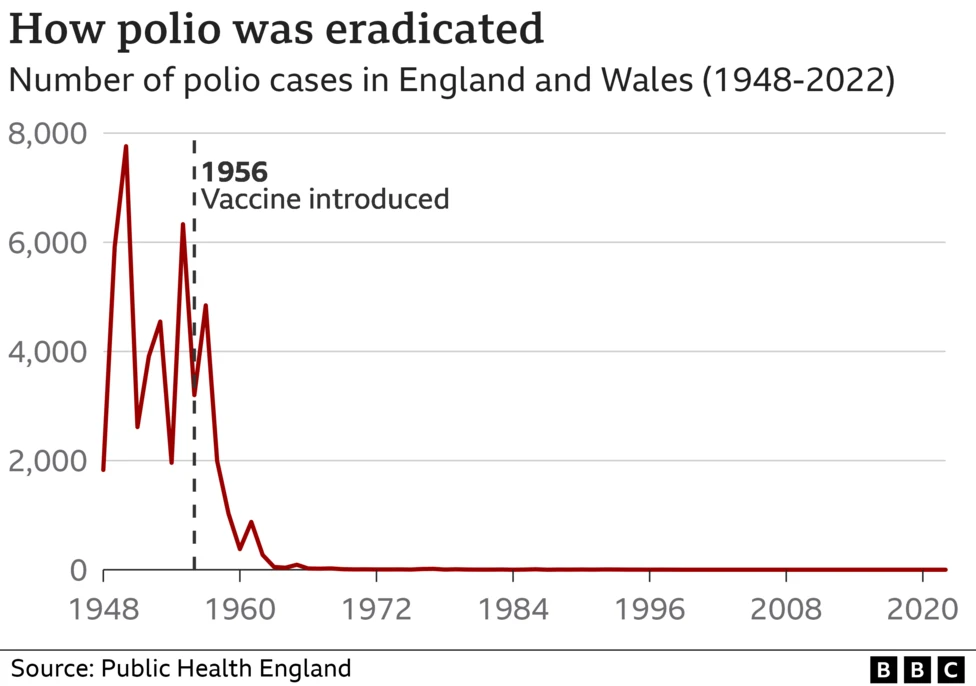 How polio was eradicated
Number of polio cases in England and Wales (1948-2022)
8,000
1956
Vaccine introduced
6,000
4,000
2,000
0
1948 1960 1972 1984 1996 2008 2020
Source: Public Health England
BBC